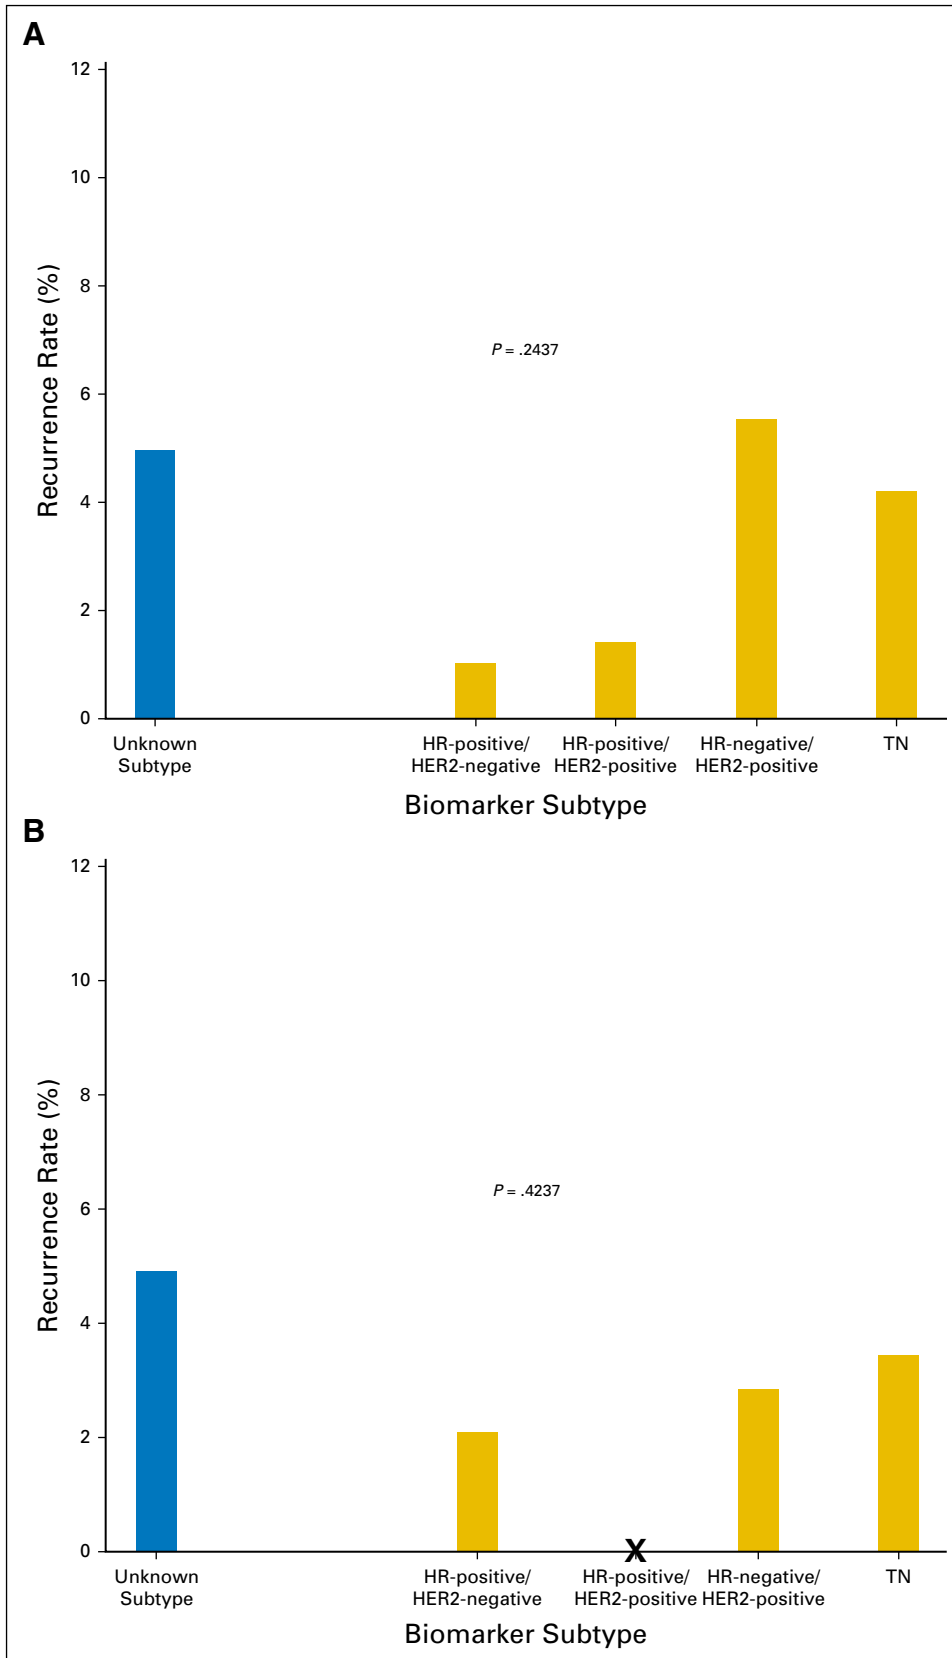 A
12
10
8
6
4
2
0
Recurrence Rate (%)
P = .2437
Unknown
Subtype
HR-positive/
HER2-negative
HR-positive/
HER2-positive
HR-negative/
HER2-positive
TN
Biomarker Subtype
B
12
10
8
6
4
2
0
Recurrence Rate (%)
P = .4237
X
Unknown
Subtype
HR-positive/
HER2-negative
HR-positive/
HER2-positive
HR-negative/
HER2-positive
TN
Biomarker Subtype